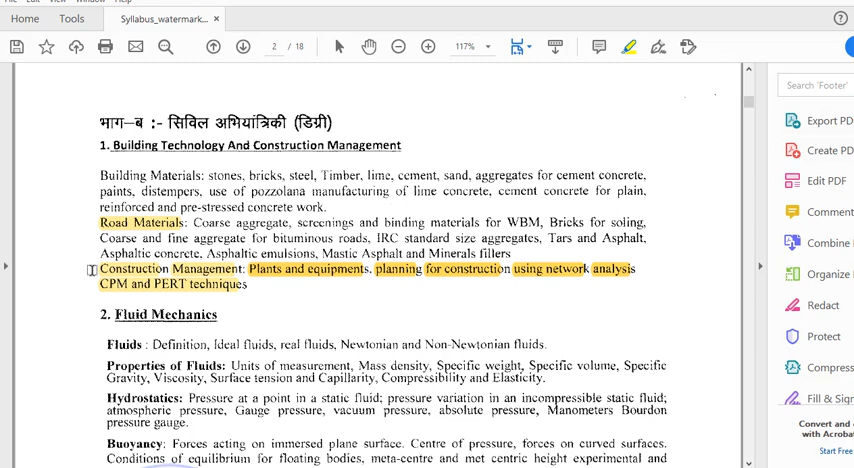 Window
Home
Tools
Syllabus_watermark... ×
2 / 18
117%
भाग–ब :- सिविल अभियांत्रिकी (डिग्री)
1. Building Technology And Construction Management
Building Materials: stones, bricks, steel, Timber, lime, cement, sand, aggregates for cement concrete,
paints, distempers, use of pozzolana manufacturing of lime concrete, cement concrete for plain,
reinforced and pre-stressed concrete work.
Road Materials: Coarse aggregate, screenings and binding materials for WBM, Bricks for soling,
Coarse and fine aggregate for bituminous roads, IRC standard size aggregates, Tars and Asphalt,
Asphaltic concrete, Asphaltic emulsions, Mastic Asphalt and Minerals fillers
Construction Management: Plants and equipments, planning for construction using network analysis
CPM and PERT techniques
2. Fluid Mechanics
Fluids : Definition, Ideal fluids, real fluids, Newtonian and Non-Newtonian fluids.
Properties of Fluids: Units of measurement, Mass density, Specific weight, Specific volume, Specific
Gravity, Viscosity, Surface tension and Capillarity, Compressibility and Elasticity.
Hydrostatics: Pressure at a point in a static fluid; pressure variation in an incompressible static fluid;
atmospheric pressure, Gauge pressure, vacuum pressure, absolute pressure, Manometers Bourdon
pressure gauge.
Buoyancy: Forces acting on immersed plane surface. Centre of pressure, forces on curved surfaces.
Conditions of equilibrium for floating bodies, meta-centre and met centric height experimental and
Search 'Footer'
Export PD
Create PD
Edit PDF
Comment
Combine
Organize
Redact
Protect
Compress
Fill & Sign
Convert and e
with Acroba
Start Free